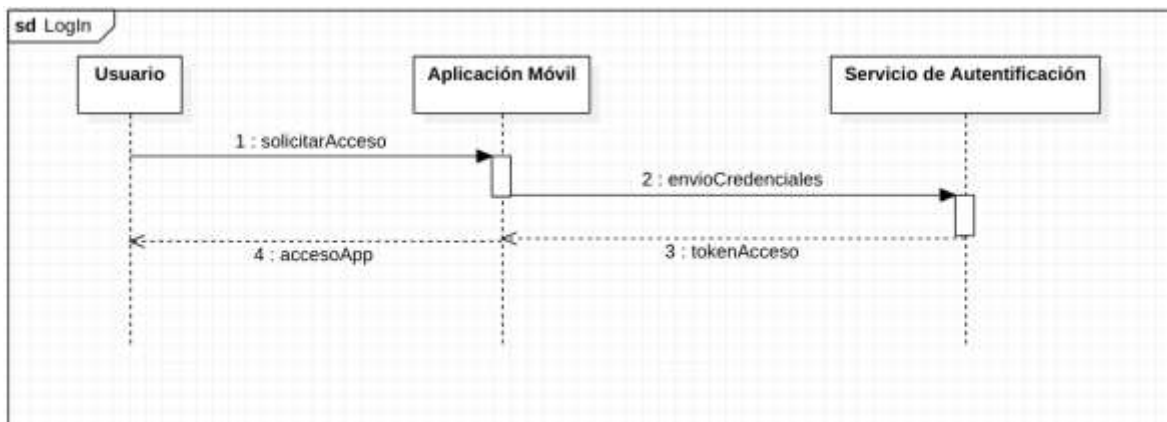 sd LogIn
Usuario
Aplicación Móvil
Servicio de Autentificación
1 : solicitarAcceso
2 : envioCredenciales
3 : tokenAcceso
4 : accesoApp